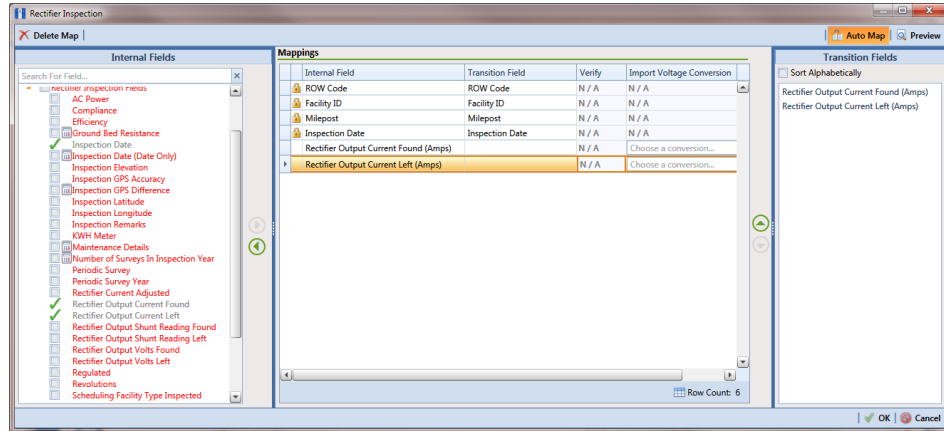 Rectifier Inspection
Delete Map
Auto Map
Preview
Internal Fields
Mappings
Transition Fields
Search For Field...
Rectifier Inspection Fields
AC Power
Compliance
Efficiency
Ground Bed Resistance
Inspection Date
Inspection Date (Date Only)
Inspection Elevation
Inspection GPS Accuracy
Inspection GPS Difference
Inspection Latitude
Inspection Longitude
Inspection Remarks
KWH Meter
Maintenance Details
Number of Surveys In Inspection Year
Periodic Survey
Periodic Survey Year
Rectifier Current Adjusted
Rectifier Output Current Found
Rectifier Output Current Left
Rectifier Output Shunt Reading Found
Rectifier Output Shunt Reading Left
Rectifier Output Volts Found
Rectifier Output Volts Left
Regulated
Revolutions
Scheduling Facility Type Inspected
Internal Field Transition Field Verify Import Voltage Conversion
ROW Code ROW Code N / A N / A
Facility ID Facility ID N / A N / A
Milepost Milepost N / A N / A
Inspection Date Inspection Date N / A N / A
Rectifier Output Current Found (Amps) N / A Choose a conversion...
Rectifier Output Current Left (Amps) N / A Choose a conversion...
Row Count: 6
Sort Alphabetically
Rectifier Output Current Found (Amps)
Rectifier Output Current Left (Amps)
OK
Cancel